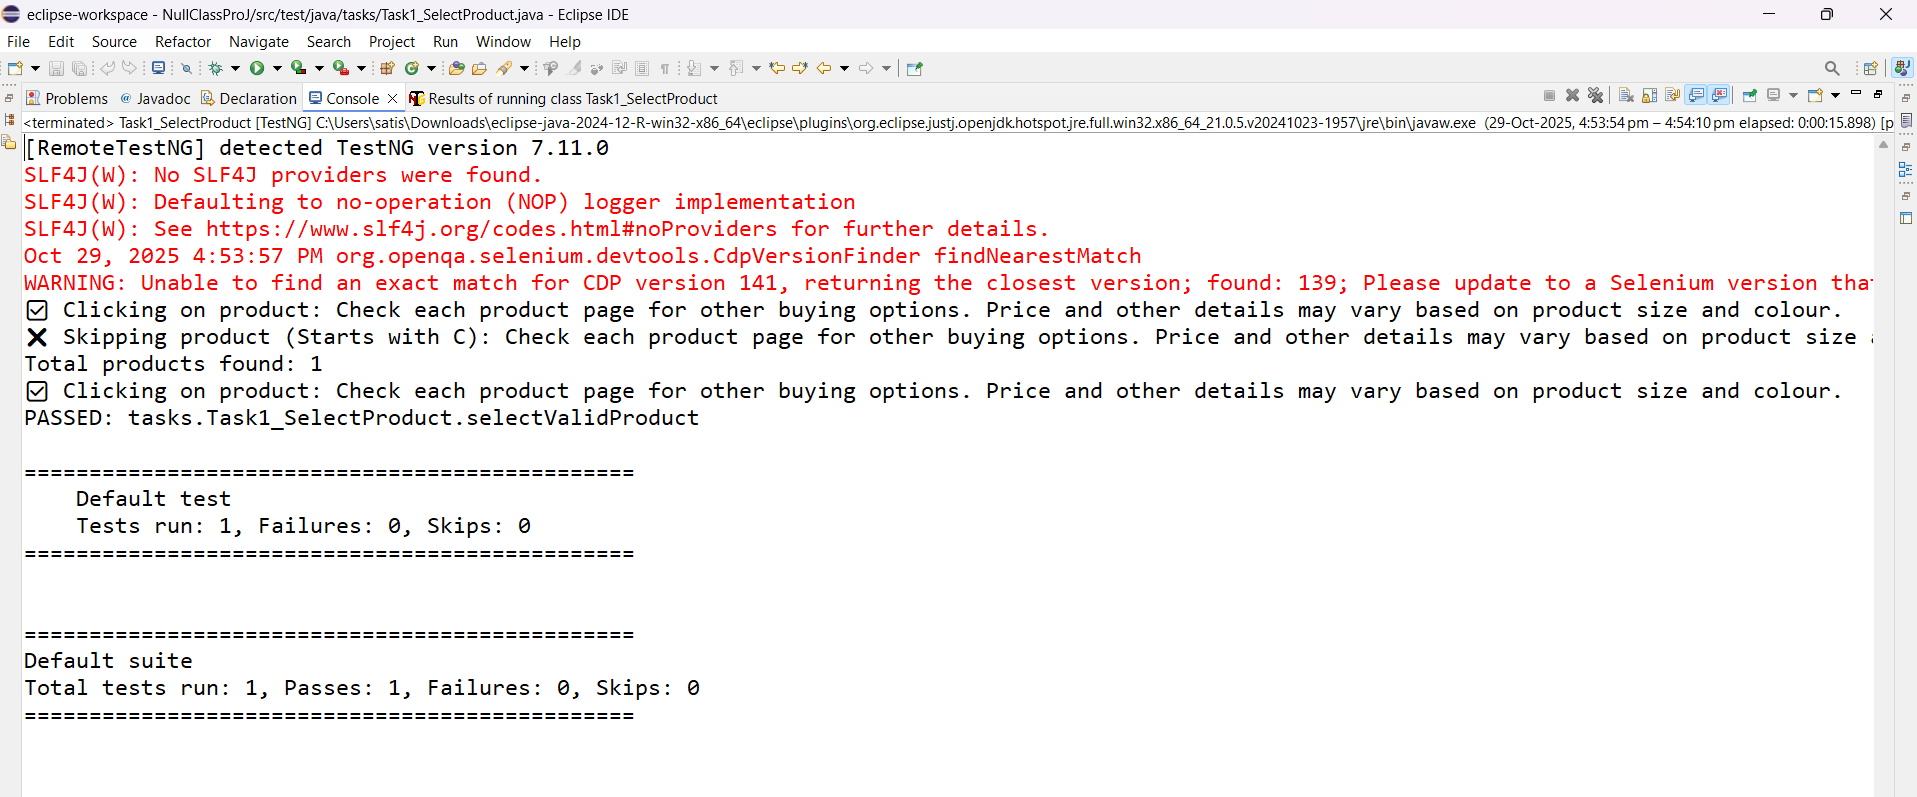 eclipse-workspace - NullClassProJ/src/test/java/tasks/Task1_SelectProduct.java - Eclipse IDE
File Edit Source Refactor Navigate Search Project Run Window Help
Problems @ Javadoc Declaration Console Results of running class Task1_SelectProduct
<terminated> Task1_SelectProduct [TestNG] C:\Users\satis\Downloads\eclipse-java-2024-12-R-win32-x86_64\eclipse\plugins\org.eclipse.justj.openjdk.hotspot.jre.full.win32.x86_64_21.0.5.v20241023-1957\jre\bin\javaw.exe (29-Oct-2025, 4:53:54 pm – 4:54:10 pm elapsed: 0:00:15.898) [p
[RemoteTestNG] detected TestNG version 7.11.0
SLF4J(W): No SLF4J providers were found.
SLF4J(W): Defaulting to no-operation (NOP) logger implementation
SLF4J(W): See https://www.slf4j.org/codes.html#noProviders for further details.
Oct 29, 2025 4:53:57 PM org.openqa.selenium.devtools.CdpVersionFinder findNearestMatch
WARNING: Unable to find an exact match for CDP version 141, returning the closest version; found: 139; Please update to a Selenium version tha
☑ Clicking on product: Check each product page for other buying options. Price and other details may vary based on product size and colour.
❌ Skipping product (Starts with C): Check each product page for other buying options. Price and other details may vary based on product size
Total products found: 1
☑ Clicking on product: Check each product page for other buying options. Price and other details may vary based on product size and colour.
PASSED: tasks.Task1_SelectProduct.selectValidProduct
===============================================
Default test
Tests run: 1, Failures: 0, Skips: 0
===============================================
===============================================
Default suite
Total tests run: 1, Passes: 1, Failures: 0, Skips: 0
===============================================